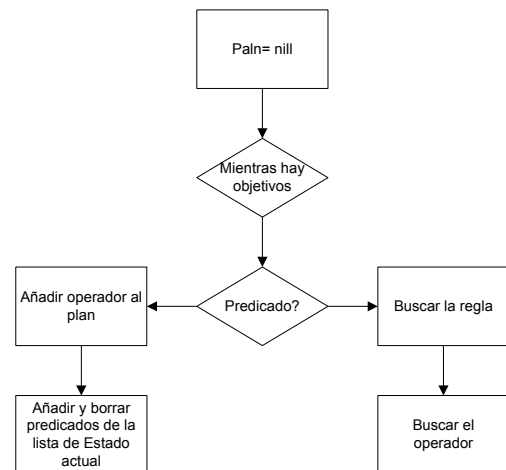 Paln= nill
Mientras hay
objetivos
Añadir operador al
plan
Predicado?
Buscar la regla
Añadir y borrar
predicados de la
lista de Estado
actual
Buscar el
operador